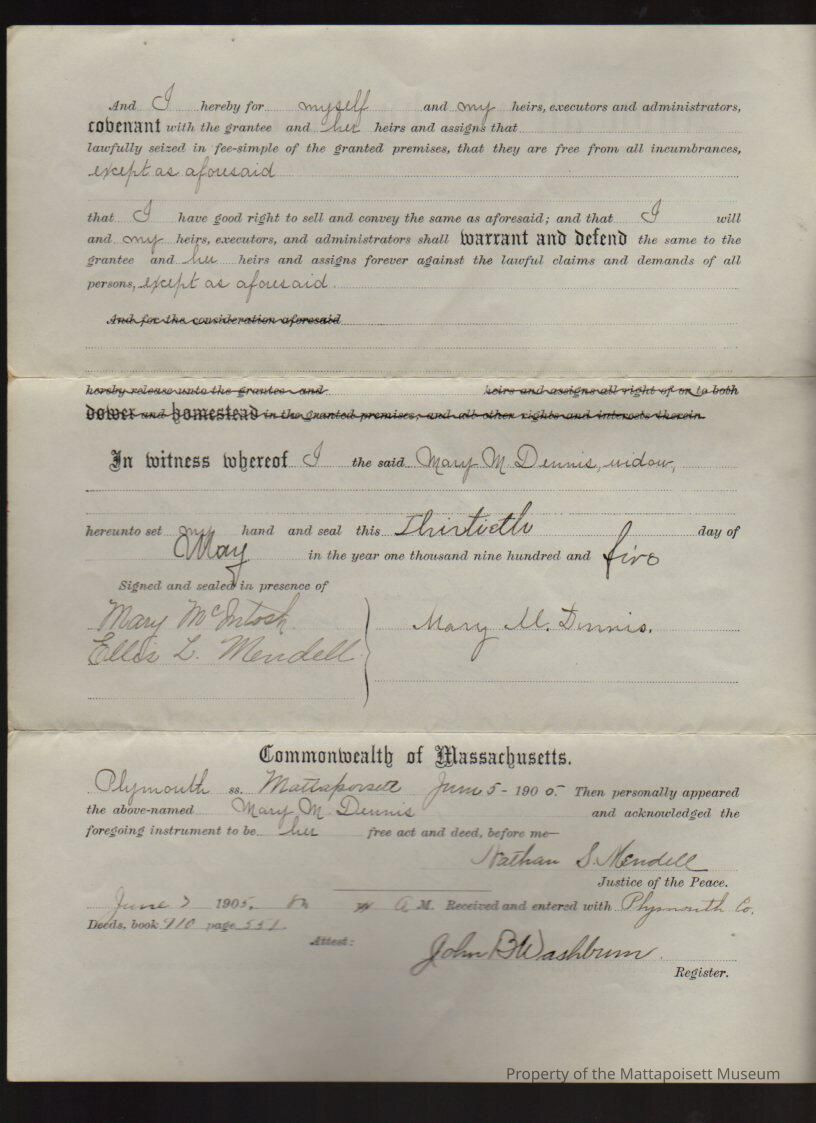 And I hereby for myself and my heirs, executors and administrators,
covenant with the grantee and her heirs and assigns that
lawfully seized in fee-simple of the granted premises, that they are free from all incumbrances,
except as aforesaid
that I have good right to sell and convey the same as aforesaid; and that I will
and my heirs, executors, and administrators shall warrant and defend the same to the
grantee and her heirs and assigns forever against the lawful claims and demands of all
persons, except as aforesaid.
And for the consideration aforesaid
hereby release unto the grantee and heirs and assigns all right of or to both
dower and homestead in the granted premises, and all other rights and interests therein.
In witness whereof I the said Mary M. Dennis, widow,
hereunto set my hand and seal this Thirtieth day of
May in the year one thousand nine hundred and five
Signed and sealed in presence of
Mary McIntosh
Mary M. Dennis.
Ellis L. Mendell
Commonwealth of Massachusetts.
Plymouth ss. Mattapoisett June 5- 1905. Then personally appeared
the above-named Mary M. Dennis and acknowledged the
foregoing instrument to be her free act and deed, before me—
Nathan S. Mendell
Justice of the Peace.
June 1905. A M. Received and entered with Plymouth Co.
Deeds, book 910 page 551.
Attest:
John B Washburn
Register.
Property of the Mattapoisett Museum